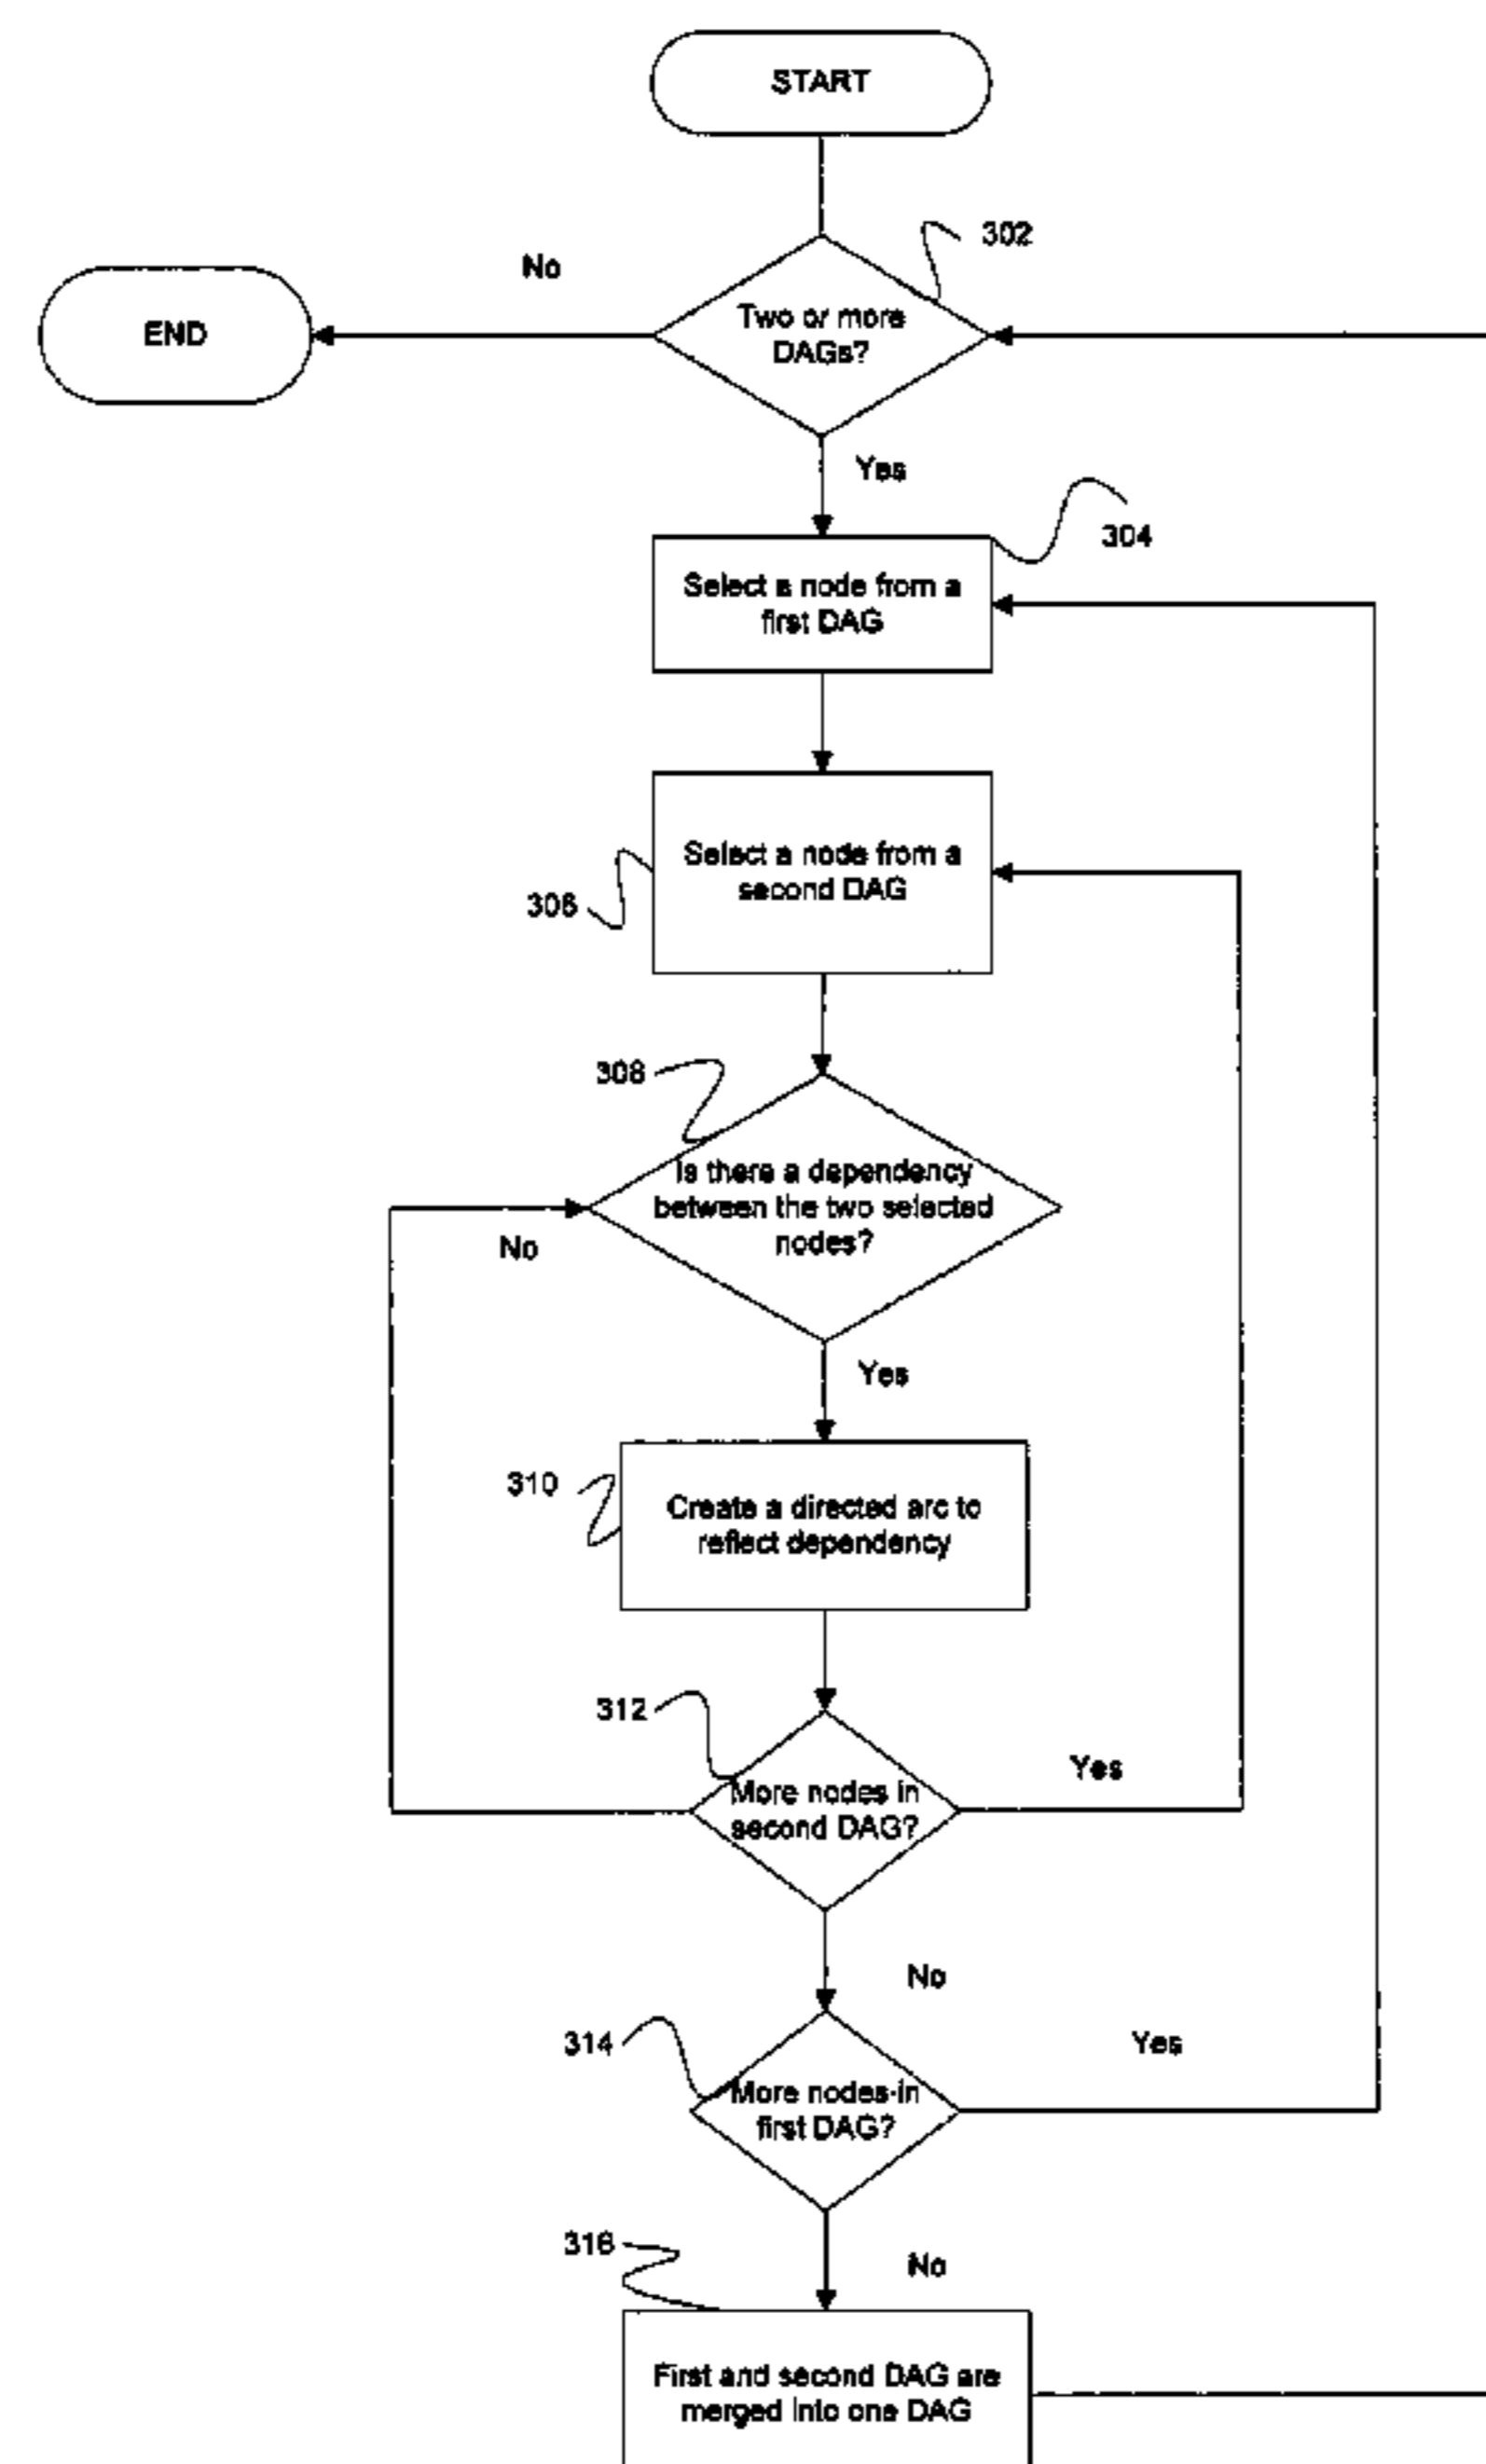 START
302
No
END
Two or more
DAGs?
Yes
304
Select a node from a
first DAG
Select a node from a
second DAG
306
308
Is there a dependency
between the two selected
nodes?
No
Yes
310
Create a directed arc to
reflect dependency
312
More nodes in
second DAG?
Yes
No
314
Yes
More nodes in
first DAG?
316
No
First and second DAG are
merged into one DAG